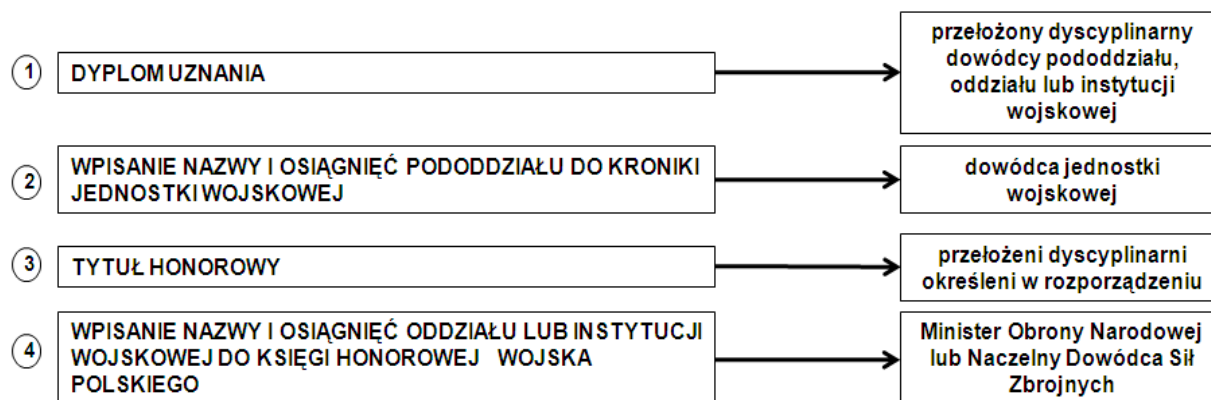 1
DYPLOM UZNANIA
przełożony dyscyplinarny
dowódcy pododdziału,
oddziału lub instytucji
wojskowej
2
WPISANIE NAZWY I OSIĄGNIĘĆ PODODDZIAŁU DO KRONIKI
JEDNOSTKI WOJSKOWEJ
dowódca jednostki
wojskowej
3
TYTUŁ HONOROWY
przełożeni dyscyplinarni
określeni w rozporządzeniu
4
WPISANIE NAZWY I OSIĄGNIĘĆ ODDZIAŁU LUB INSTYTUCJI
WOJSKOWEJ DO KSIĘGI HONOROWEJ WOJSKA
POLSKIEGO
Minister Obrony Narodowej
lub Naczelny Dowódca Sił
Zbrojnych